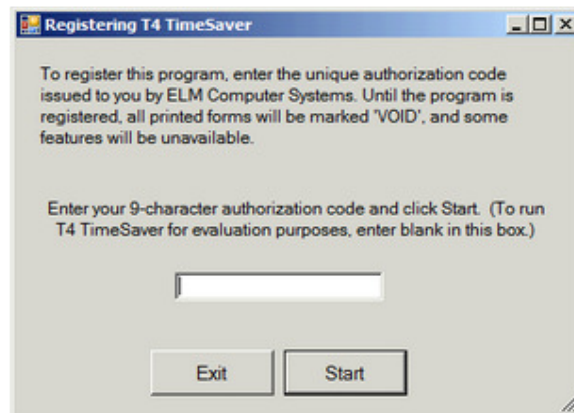 Registering T4 TimeSaver
To register this program, enter the unique authorization code
issued to you by ELM Computer Systems. Until the program is
registered, all printed forms will be marked 'VOID', and some
features will be unavailable.
Enter your 9-character authorization code and click Start. (To run
T4 TimeSaver for evaluation purposes, enter blank in this box.)
Exit
Start